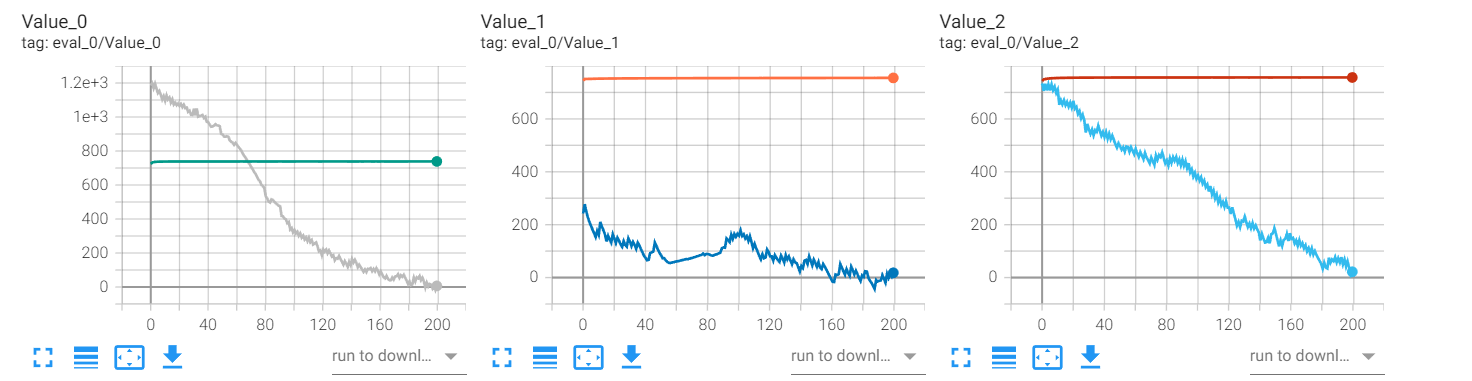 Value_0
tag: eval_0/Value_0
1.2e+3
1e+3
800
600
400
200
0
0 40 80 120 160 200
run to downl...
Value_1
tag: eval_0/Value_1
600
400
200
0
0 40 80 120 160 200
run to downl...
Value_2
tag: eval_0/Value_2
600
400
200
0
0 40 80 120 160 200
run to downl...